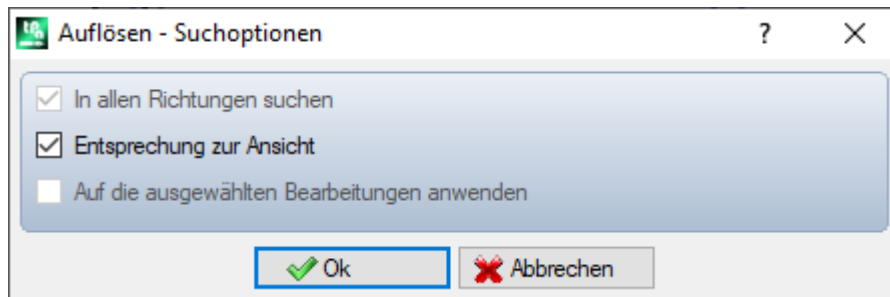 Auflösen - Suchoptionen ?
In allen Richtungen suchen
Entsprechung zur Ansicht
Auf die ausgewählten Bearbeitungen anwenden
Ok Abbrechen